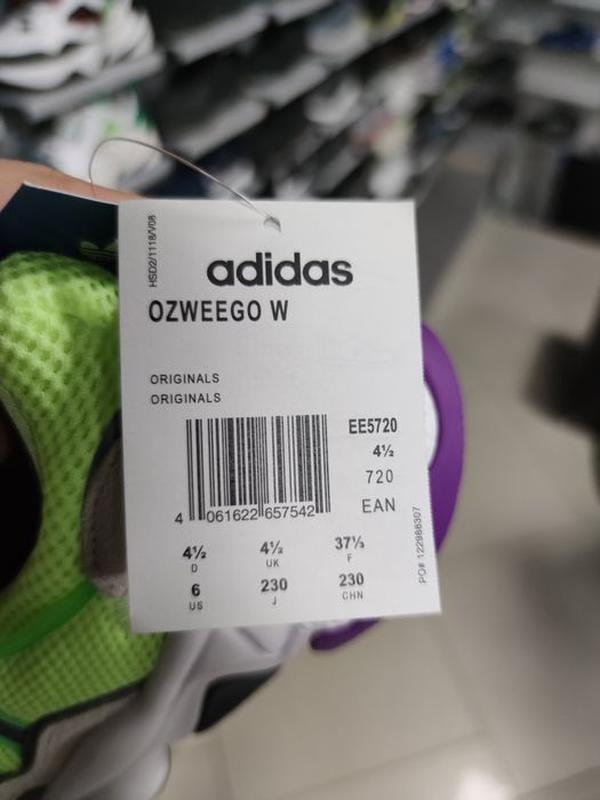 HSD2/1118/V08
adidas
OZWEEGO W
ORIGINALS
ORIGINALS
EE5720
4½
720
EAN
4 061622 657542
4½ 4½ 37⅓
D UK F
6 230 230
US J CHN
PO# 122986307